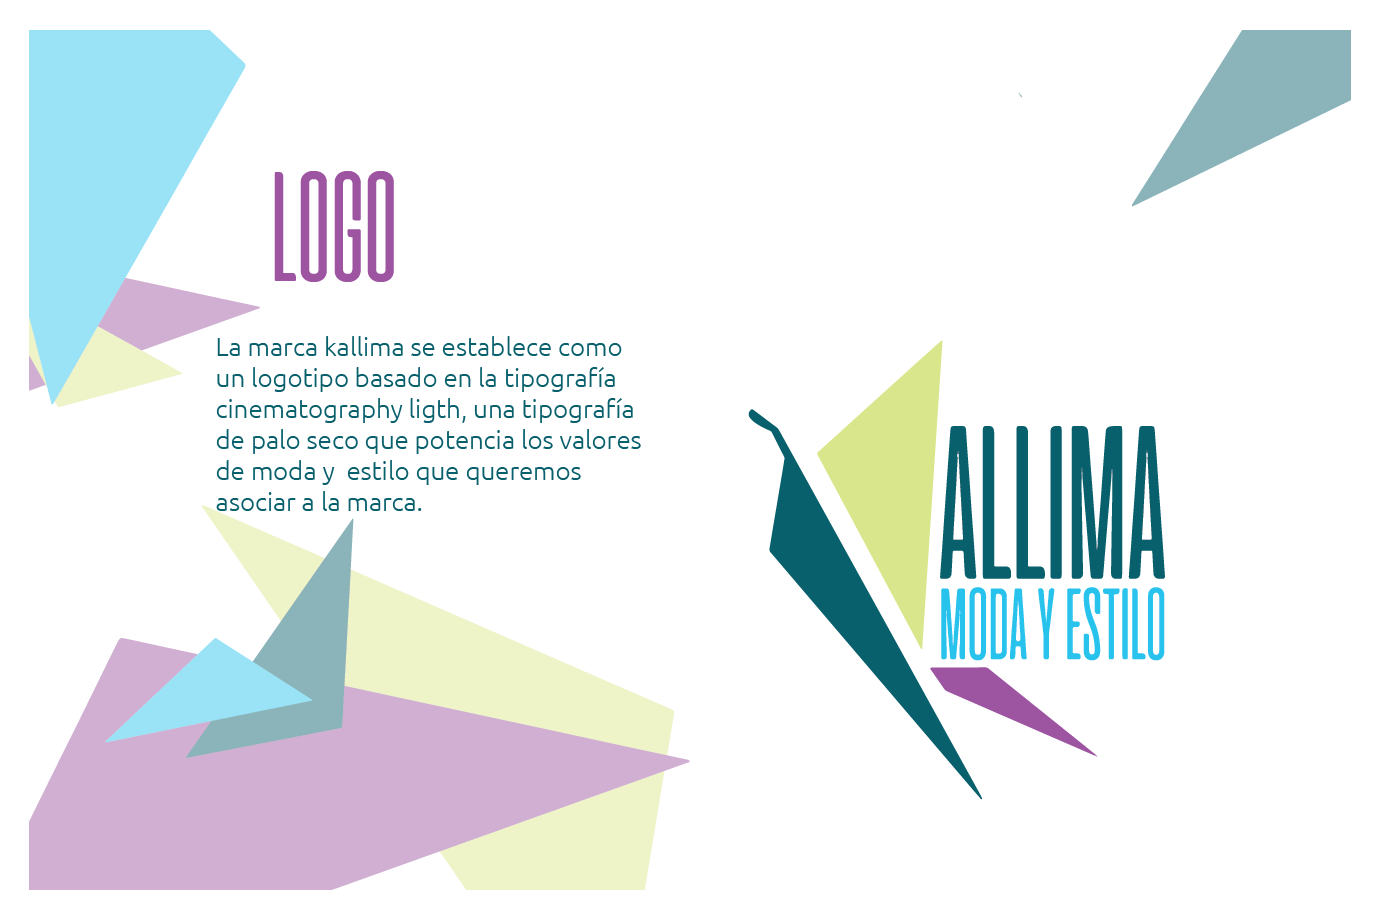 LOGO
La marca kallima se establece como
un logotipo basado en la tipografía
cinematography ligth, una tipografía
de palo seco que potencia los valores
de moda y  estilo que queremos
asociar a la marca.
ALLIMA
MODA Y ESTILO